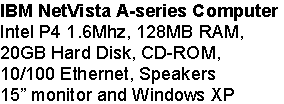 IBM NetVista A-series Computer
Intel P4 1.6Mhz, 128MB RAM,
20GB Hard Disk, CD-ROM,
10/100 Ethernet, Speakers
15” monitor and Windows XP